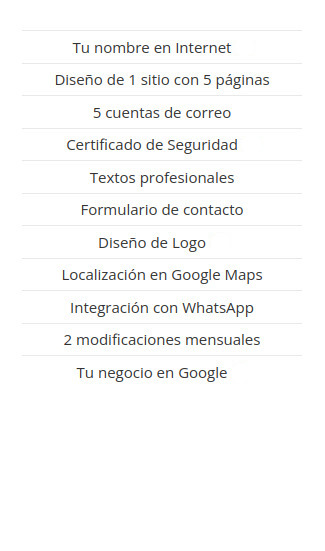 Tu nombre en Internet
Diseño de 1 sitio con 5 páginas
5 cuentas de correo
Certificado de Seguridad
Textos profesionales
Formulario de contacto
Diseño de Logo
Localización en Google Maps
Integración con WhatsApp
2 modificaciones mensuales
Tu negocio en Google